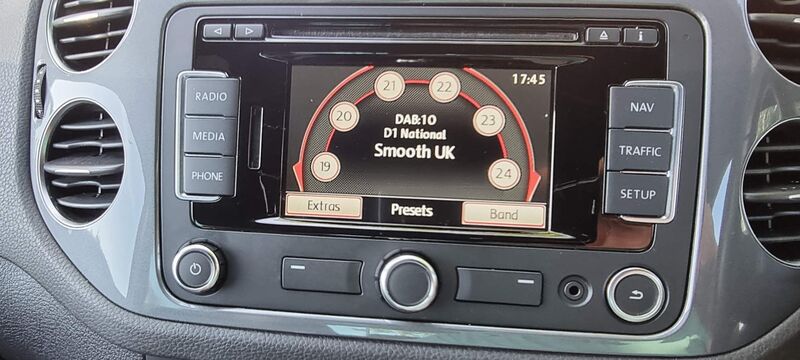 RADIO
MEDIA
PHONE
17:45
21
22
20
23
19
24
DAB:10
D1 National
Smooth UK
Extras
Presets
Band
NAV
TRAFFIC
SETUP
i